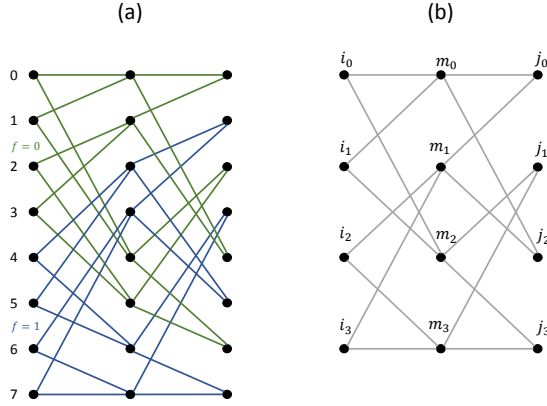 (a)
0
1
f = 0
2
3
4
5
f = 1
6
7
(b)
i₀ m₀ j₀
i₁ m₁ j₁
i₂ m₂ j₂
i₃ m₃ j₃